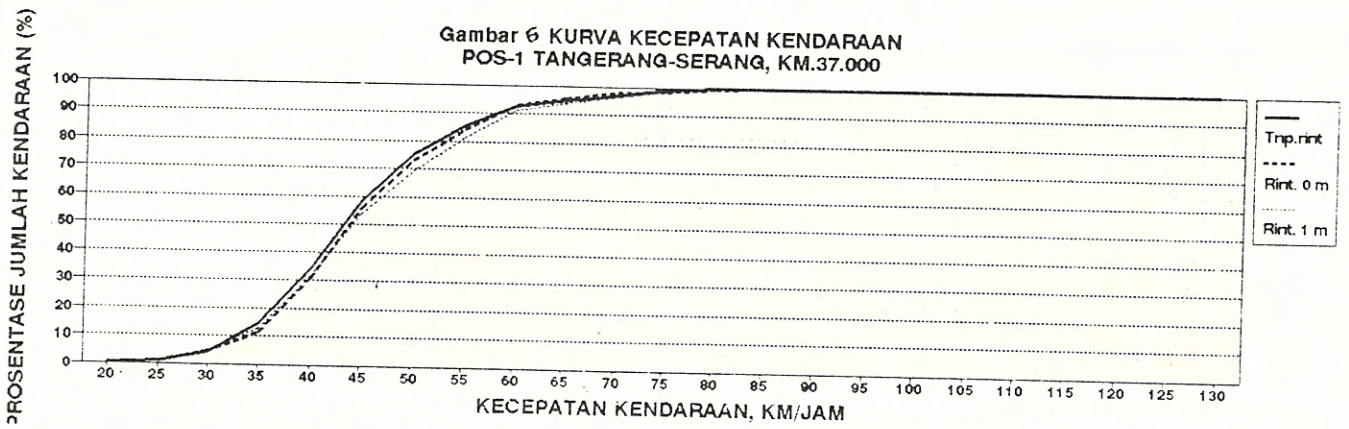 Gambar 6 KURVA KECEPATAN KENDARAAN
POS-1 TANGERANG-SERANG, KM.37.000
PROSENTASE JUMLAH KENDARAAN (%)
100
90
80
70
60
50
40
30
20
10
0
20 25 30 35 40 45 50 55 60 65 70 75 80 85 90 95 100 105 110 115 120 125 130
KECEPATAN KENDARAAN, KM/JAM
Tnp.rint
Rint. 0 m
Rint. 1 m